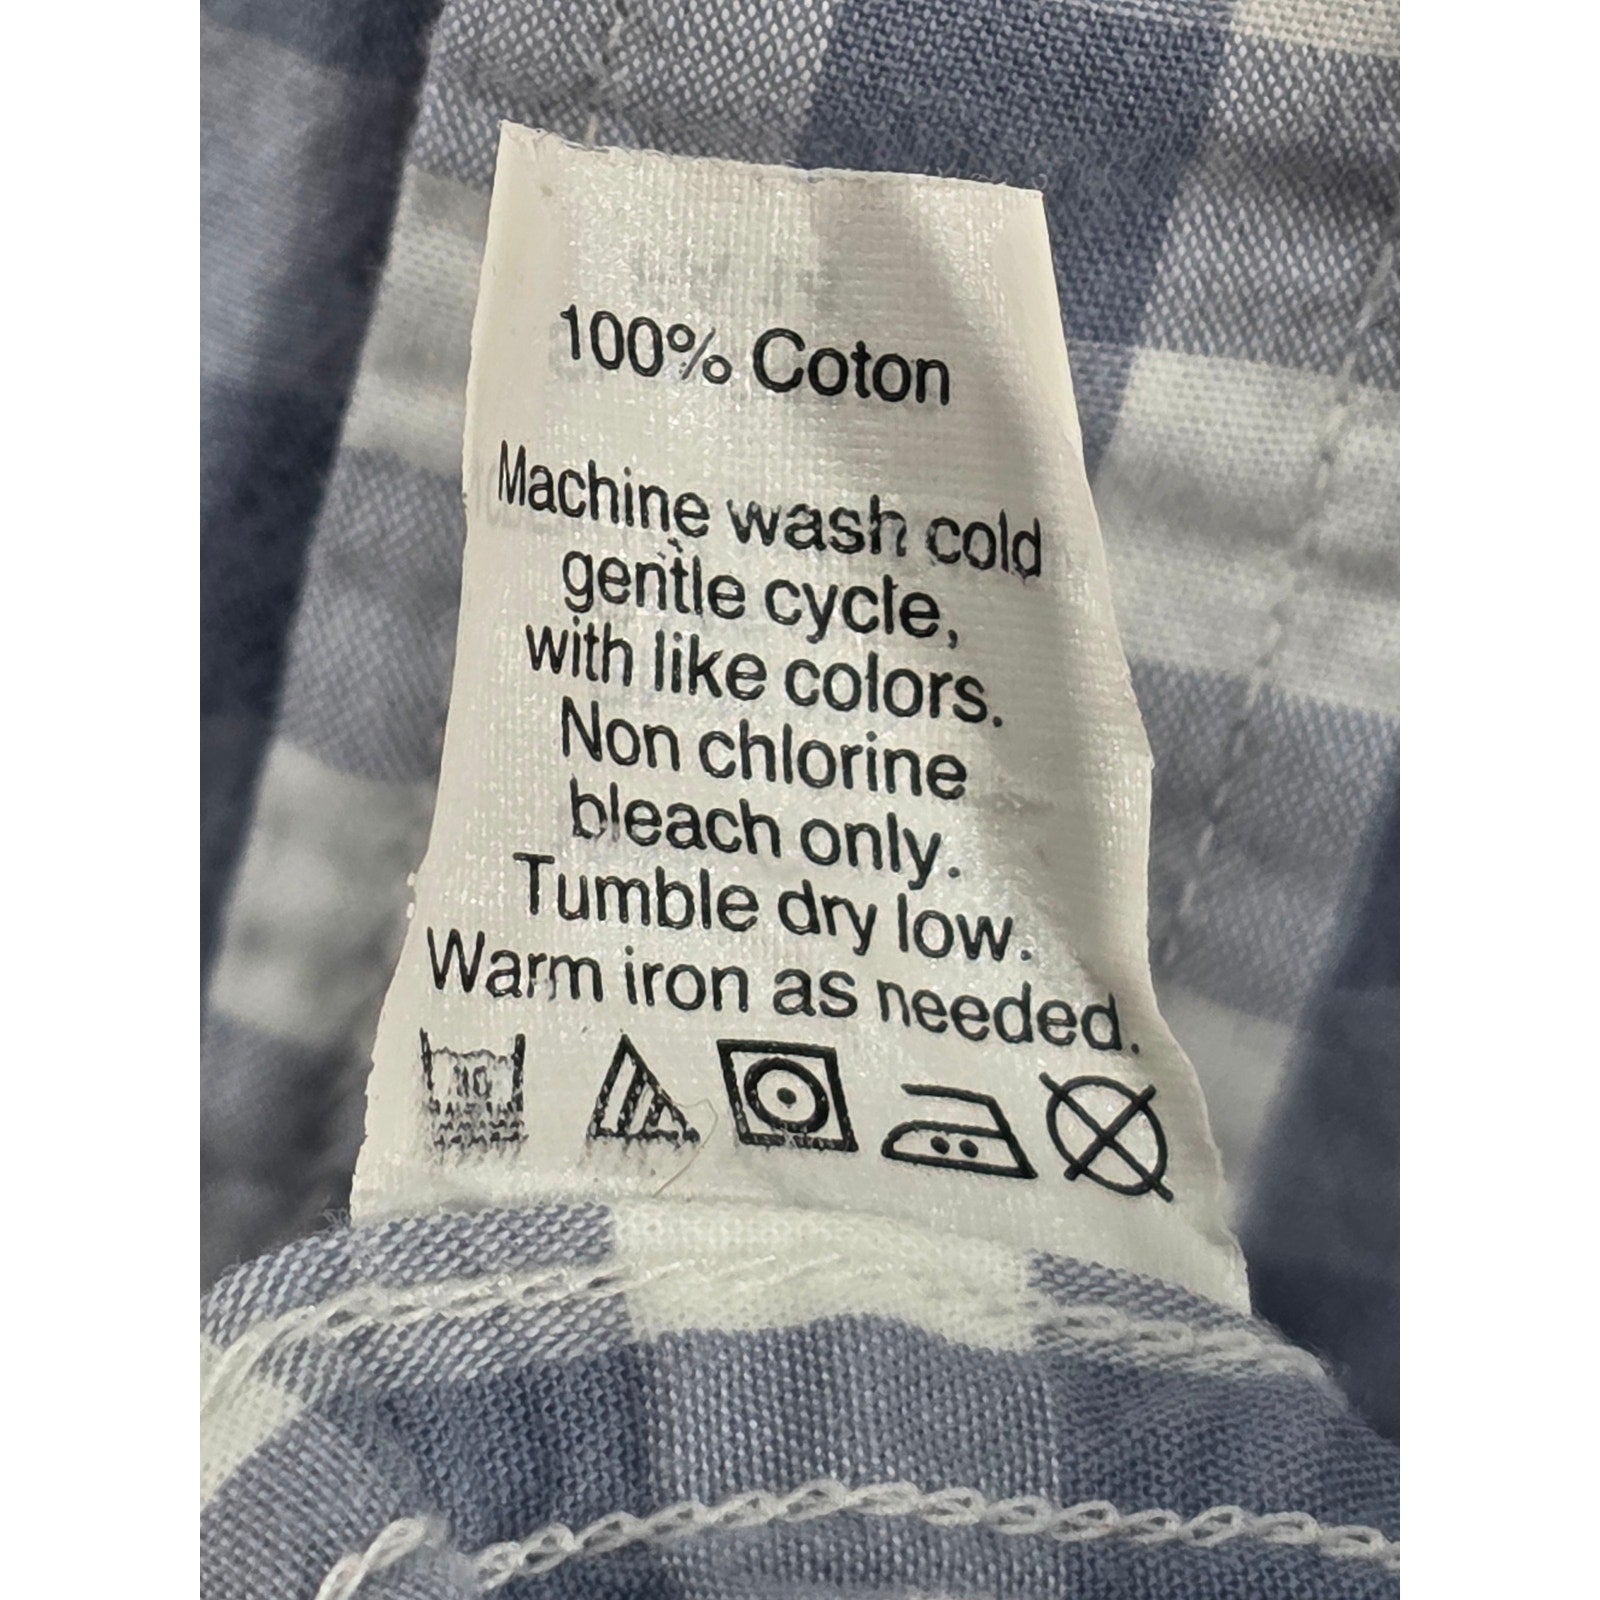 100% Coton
Machine wash cold
gentle cycle,
with like colors.
Non chlorine
bleach only.
Tumble dry low.
Warm iron as needed.